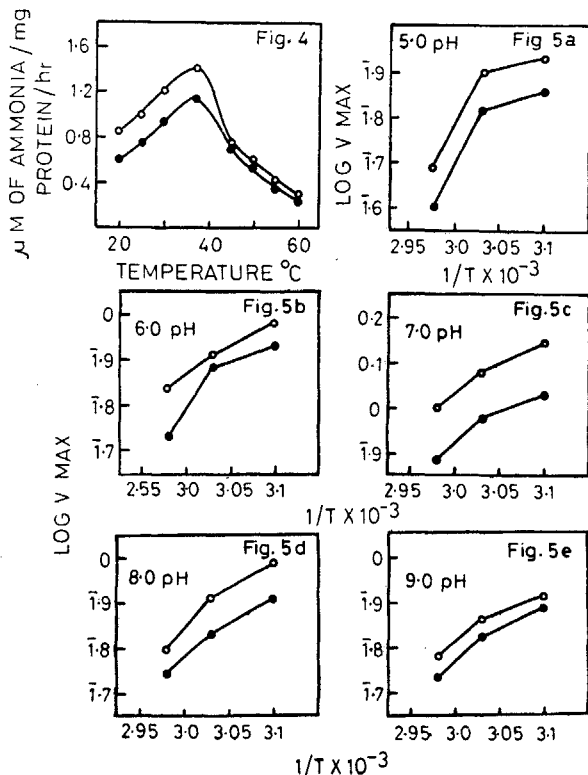 Fig. 4
μM OF AMMONIA/mg
PROTEIN/hr
1·6
1·2
0·8
0·4
20 40 60
TEMPERATURE °C
5·0 pH
Fig 5a
LOG V MAX
1̄·9
1̄·8
1̄·7
1̄·6
2·95 3·0 3·05 3·1
1/T X 10⁻³
Fig.5b
6·0 pH
0
1̄·9
1̄·8
1̄·7
2·55 3·0 3·05 3·1
Fig.5c
7·0 pH
0·2
0·1
0
1̄·9
2·95 3·0 3·05 3·1
1/T X 10⁻³
LOG V MAX
Fig.5d
8·0 pH
0
1̄·9
1̄·8
1̄·7
2·95 3·0 3·05 3·1
Fig.5e
9·0 pH
0
1̄·9
1̄·8
1̄·7
2·95 3·0 3·05 3·1
1/T X 10⁻³